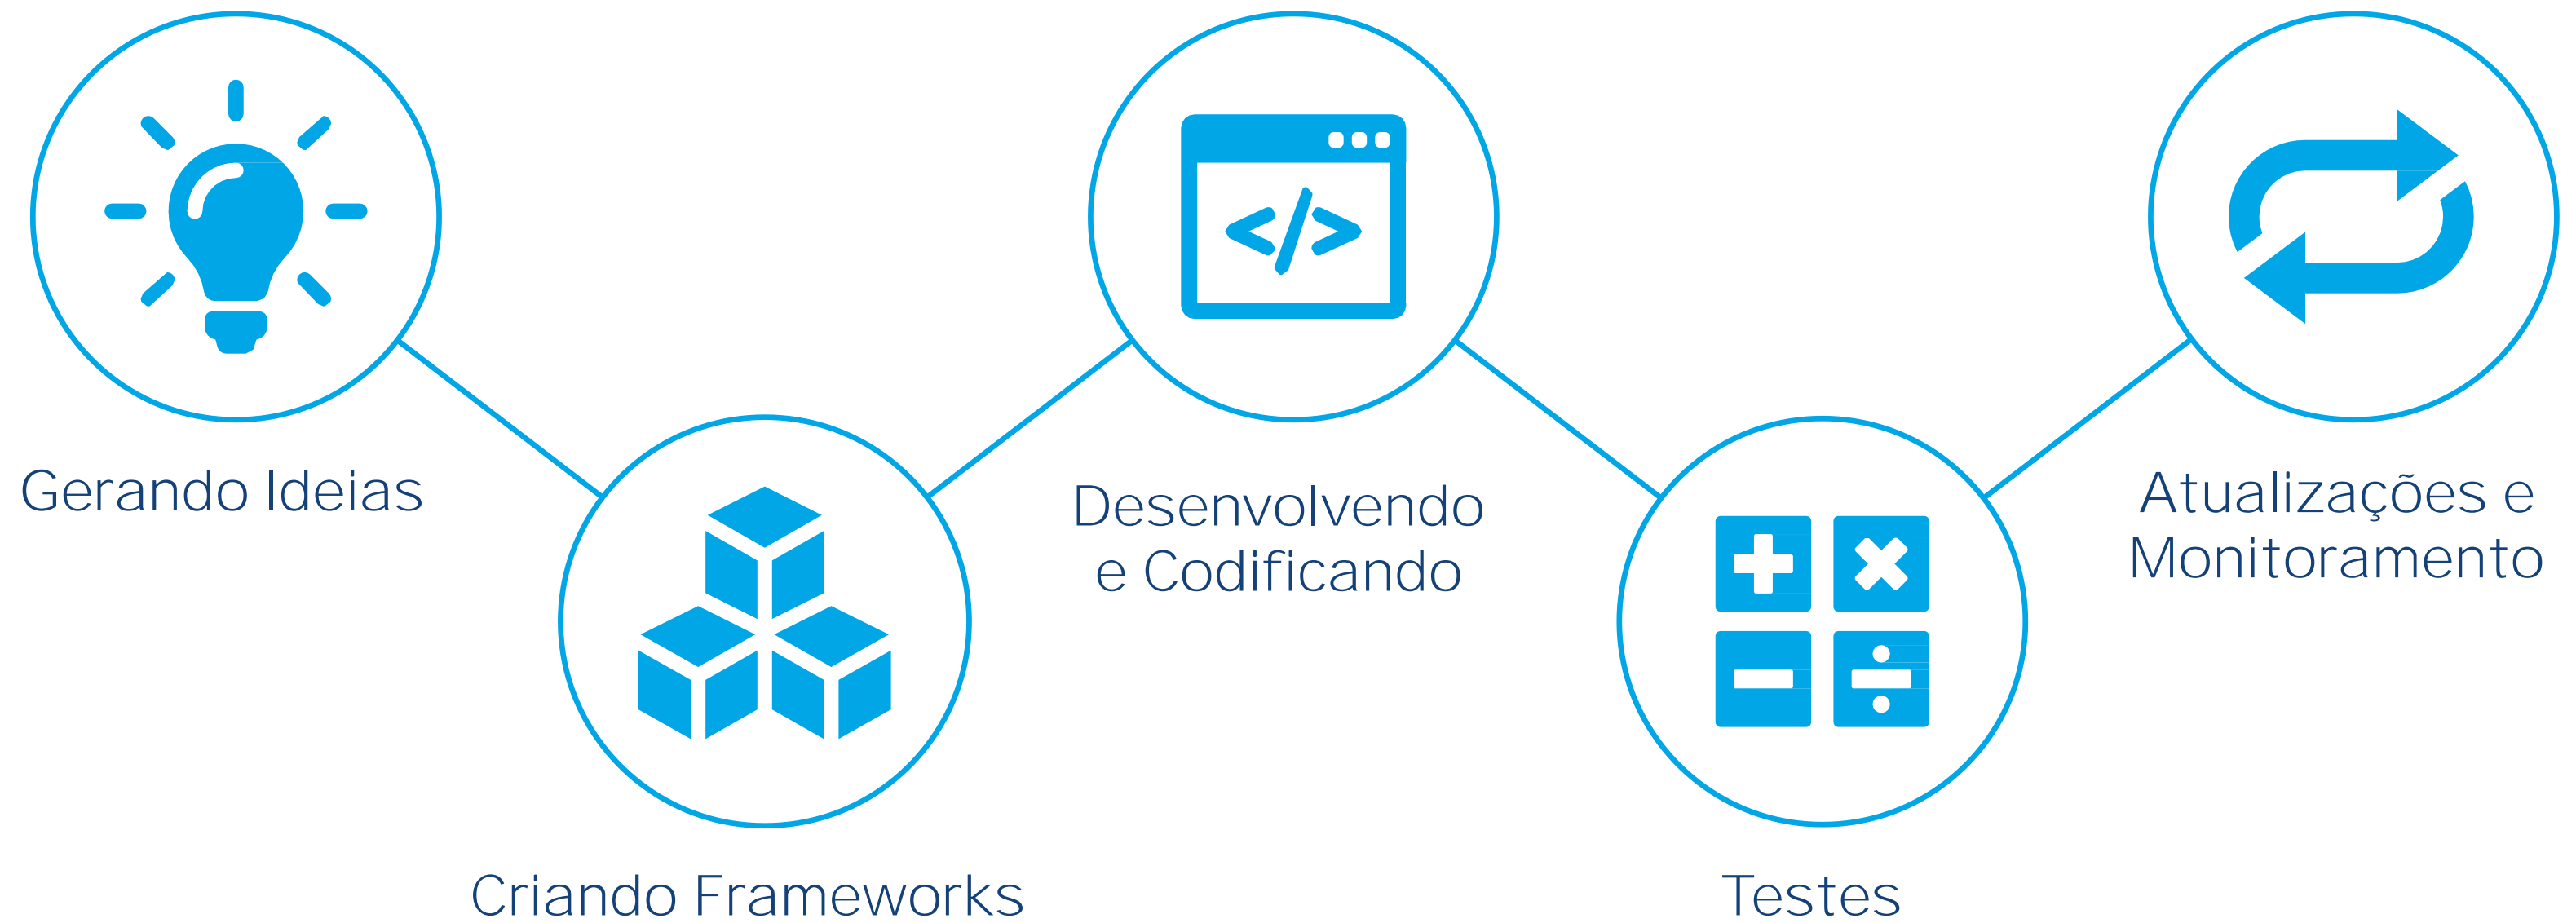 Gerando Ideias
Criando Frameworks
Desenvolvendo
e Codificando
Testes
Atualizações e
Monitoramento